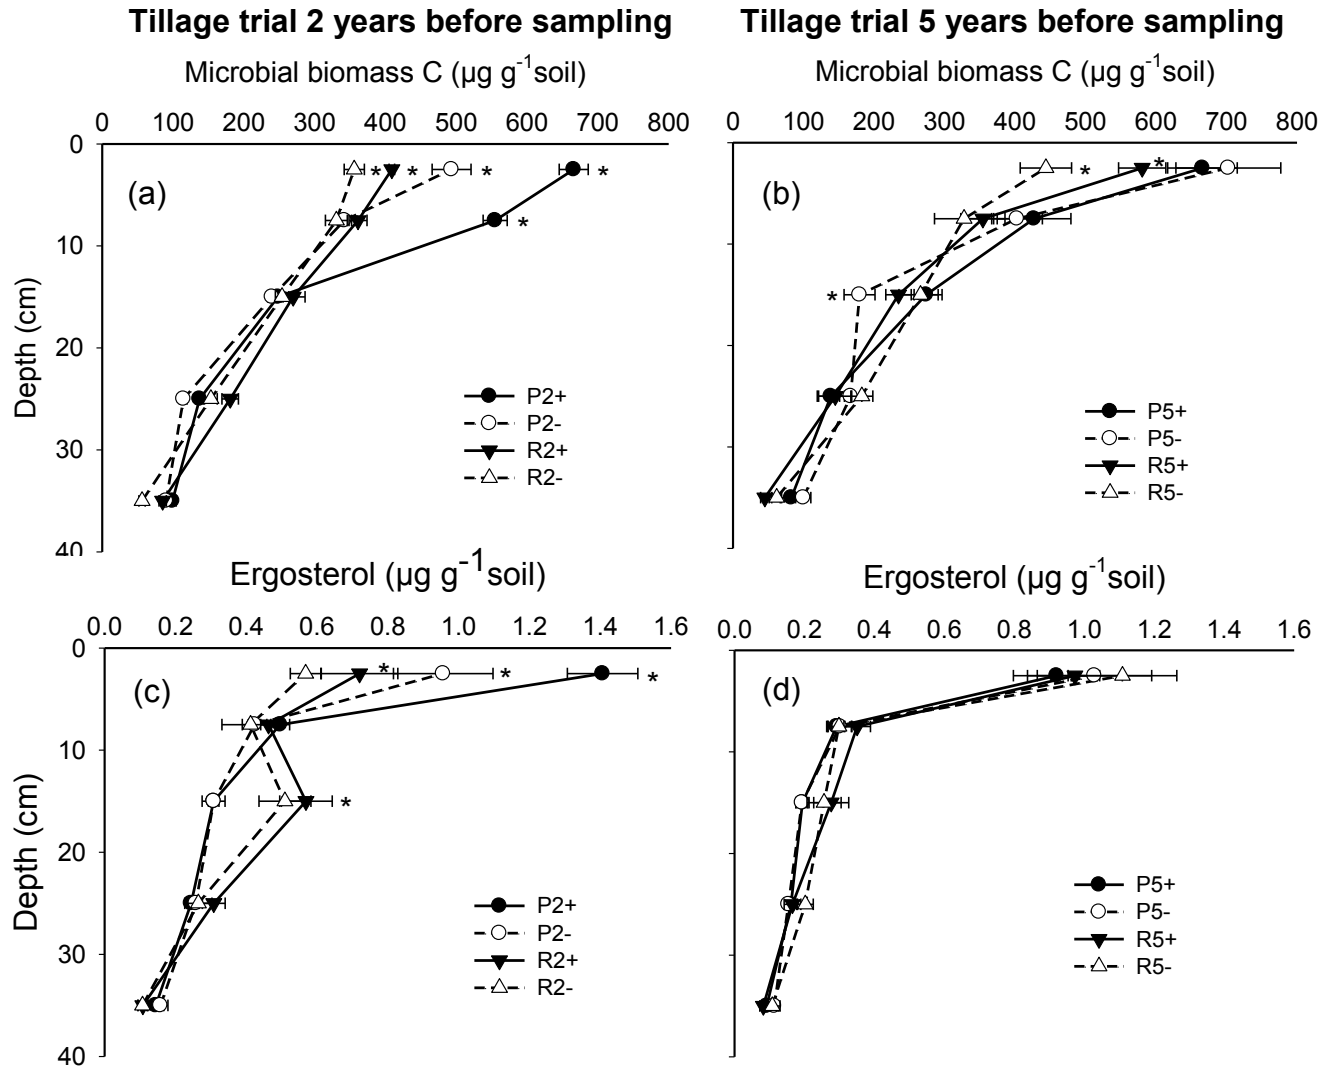 Tillage trial 2 years before sampling
Microbial biomass C (µg g-1soil)
0 100 200 300 400 500 600 700 800
0
10
20
30
40
Depth (cm)
(a)
* * * *
*
P2+
P2-
R2+
R2-
Tillage trial 5 years before sampling
Microbial biomass C (µg g-1soil)
0 100 200 300 400 500 600 700 800
(b)
* *
*
P5+
P5-
R5+
R5-
Ergosterol (µg g-1soil)
0.0 0.2 0.4 0.6 0.8 1.0 1.2 1.4 1.6
0
10
20
30
40
Depth (cm)
(c)
* * *
*
P2+
P2-
R2+
R2-
Ergosterol (µg g-1soil)
0.0 0.2 0.4 0.6 0.8 1.0 1.2 1.4 1.6
(d)
P5+
P5-
R5+
R5-